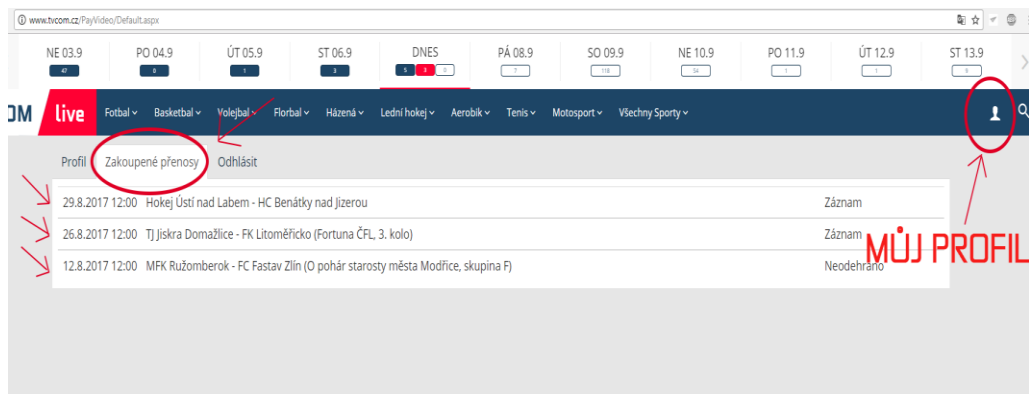 www.tvcom.cz/PayVideo/Default.aspx
NE 03.9 PO 04.9 ÚT 05.9 ST 06.9 DNES PÁ 08.9 SO 09.9 NE 10.9 PO 11.9 ÚT 12.9 ST 13.9
47 0 1 3 5 3 0 7 118 54 1 1
OM live Fotbal Basketbal Volejbal Florbal Házená Lední hokej Aerobik Tenis Motosport Všechny Sporty
Profil Zakoupené přenosy Odhlásit
29.8.2017 12:00 Hokej Ústí nad Labem - HC Benátky nad Jizerou Záznam
26.8.2017 12:00 TJ Jiskra Domažlice - FK Litoměřicko (Fortuna ČFL, 3. kolo) Záznam
12.8.2017 12:00 MFK Ružomberok - FC Fastav Zlín (O pohár starosty města Modřice, skupina F) Neodehráno
MŮJ PROFIL